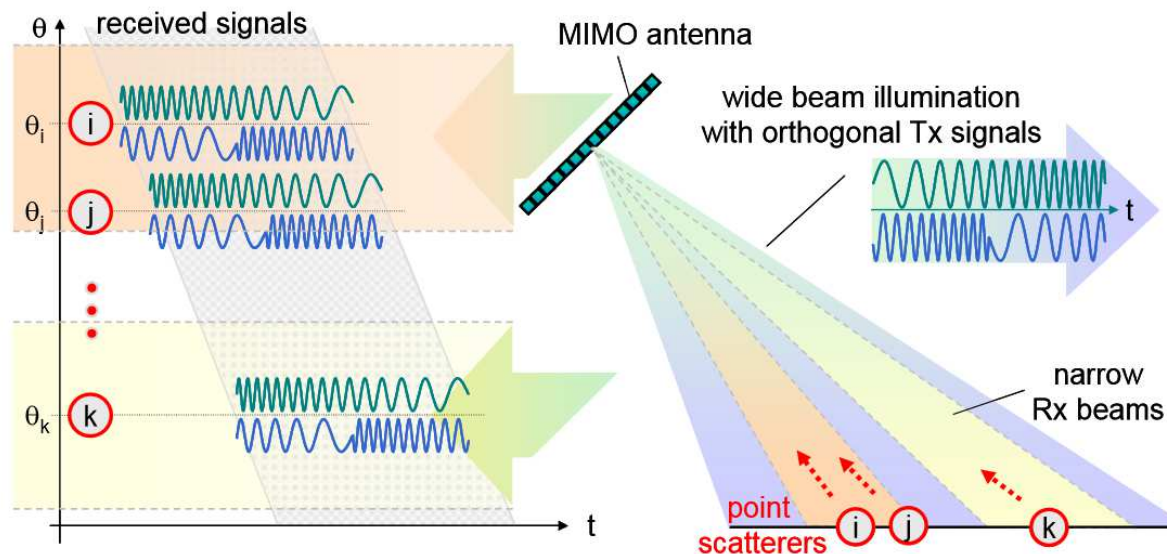 θ
received signals
MIMO antenna
wide beam illumination
with orthogonal Tx signals
θi
i
θj
j
t
θk
k
narrow
Rx beams
point
scatterers
i
j
k
t